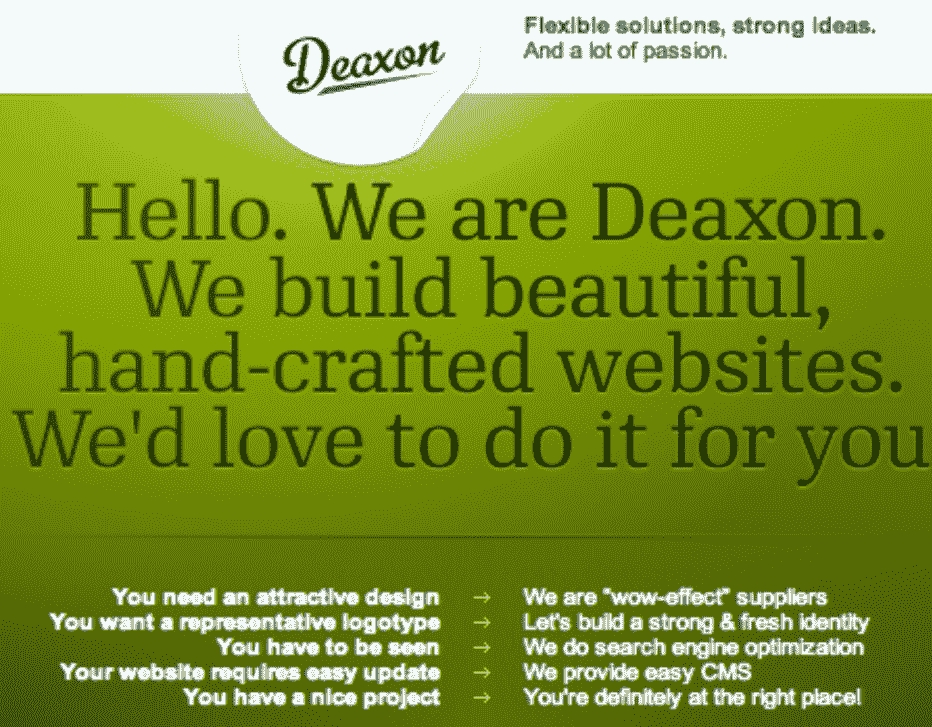 Deaxon
Flexible solutions, strong ideas.
And a lot of passion.
Hello. We are Deaxon.
We build beautiful,
hand-crafted websites.
We'd love to do it for you
You need an attractive design → We are "wow-effect" suppliers
You want a representative logotype → Let's build a strong & fresh identity
You have to be seen → We do search engine optimization
Your website requires easy update → We provide easy CMS
You have a nice project → You're definitely at the right place!